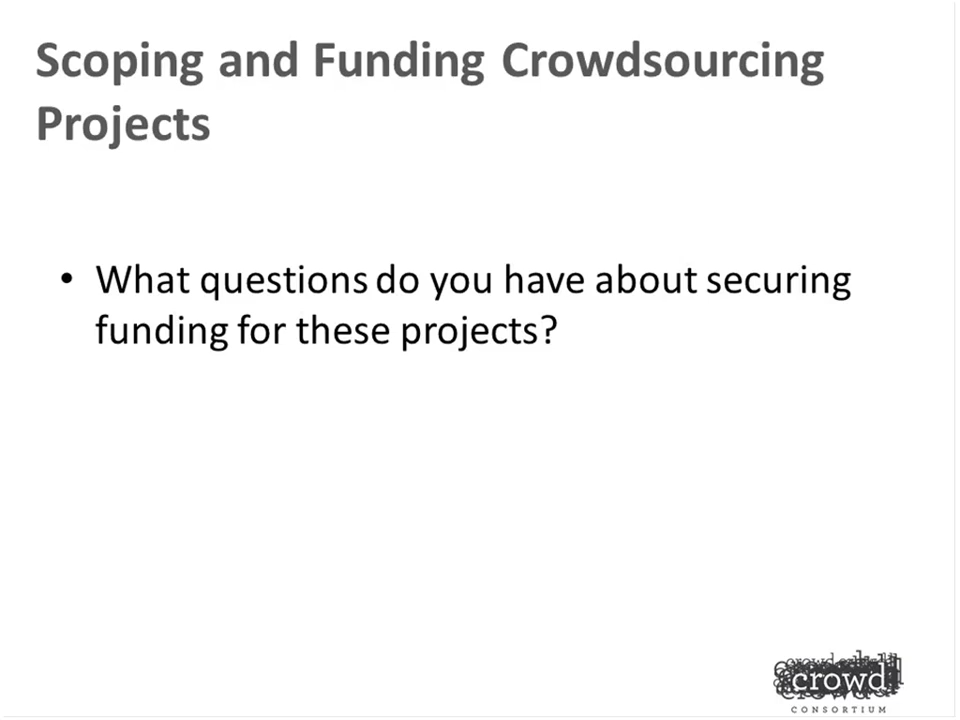 Scoping and Funding Crowdsourcing
Projects
• What questions do you have about securing
funding for these projects?
crowd
CONSORTIUM